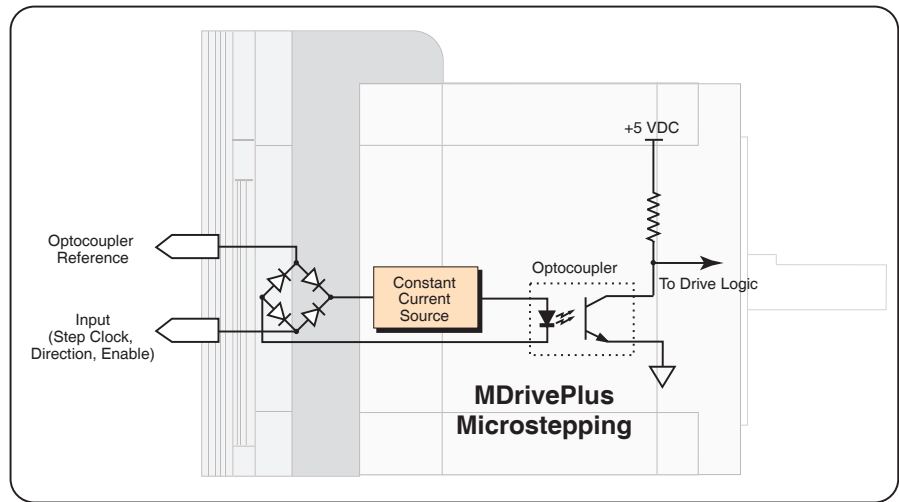 +5 VDC
Optocoupler
Reference
Optocoupler
To Drive Logic
Constant
Current
Source
Input
(Step Clock,
Direction, Enable)
MDrivePlus
Microstepping